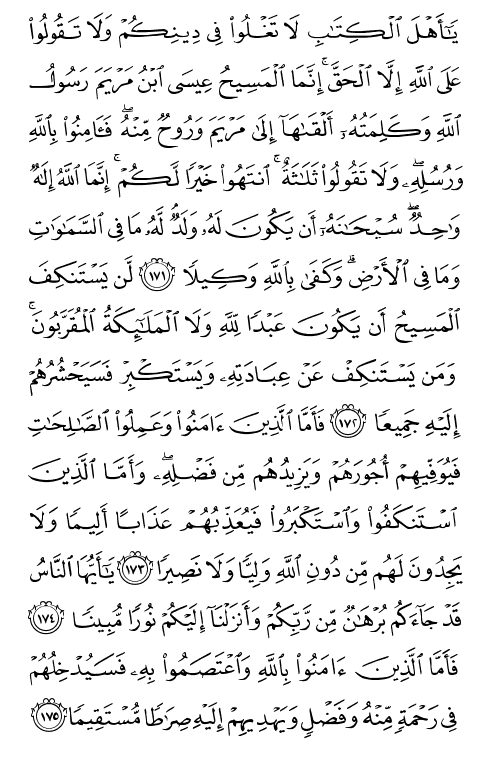 يَـٰٓأَهۡلَ ٱلۡكِتَـٰبِ لَا تَغۡلُواْ فِى دِينِكُمۡ وَلَا تَقُولُواْ
عَلَى ٱللَّهِ إِلَّا ٱلۡحَقَّۚ إِنَّمَا ٱلۡمَسِيحُ عِيسَى ٱبۡنُ مَرۡيَمَ رَسُولُ
ٱللَّهِ وَكَلِمَتُهُۥٓ أَلۡقَىٰهَآ إِلَىٰ مَرۡيَمَ وَرُوحٌ مِّنۡهُۖ فَـَٔامِنُواْ بِٱللَّهِ
وَرُسُلِهِۦۖ وَلَا تَقُولُواْ ثَلَـٰثَةٌۚ ٱنتَهُواْ خَيۡرًا لَّكُمۡۚ إِنَّمَا ٱللَّهُ إِلَـٰهٌ
وَٰحِدٌۖ سُبۡحَـٰنَهُۥٓ أَن يَكُونَ لَهُۥ وَلَدٌۘ لَّهُۥ مَا فِى ٱلسَّمَـٰوَٰتِ
وَمَا فِى ٱلۡأَرۡضِۗ وَكَفَىٰ بِٱللَّهِ وَكِيلًا ١٧١ لَّن يَسۡتَنكِفَ
ٱلۡمَسِيحُ أَن يَكُونَ عَبۡدًا لِّلَّهِ وَلَا ٱلۡمَلَـٰٓئِكَةُ ٱلۡمُقَرَّبُونَۚ
وَمَن يَسۡتَنكِفۡ عَنۡ عِبَادَتِهِۦ وَيَسۡتَكۡبِرۡ فَسَيَحۡشُرُهُمۡ
إِلَيۡهِ جَمِيعًا ١٧٢ فَأَمَّا ٱلَّذِينَ ءَامَنُواْ وَعَمِلُواْ ٱلصَّـٰلِحَـٰتِ
فَيُوَفِّيهِمۡ أُجُورَهُمۡ وَيَزِيدُهُم مِّن فَضۡلِهِۦۖ وَأَمَّا ٱلَّذِينَ
ٱسۡتَنكَفُواْ وَٱسۡتَكۡبَرُواْ فَيُعَذِّبُهُمۡ عَذَابًا أَلِيمًا وَلَا
يَجِدُونَ لَهُم مِّن دُونِ ٱللَّهِ وَلِيًّا وَلَا نَصِيرًا ١٧٣ يَـٰٓأَيُّهَا ٱلنَّاسُ
قَدۡ جَآءَكُم بُرۡهَـٰنٌ مِّن رَّبِّكُمۡ وَأَنزَلۡنَآ إِلَيۡكُمۡ نُورًا مُّبِينًا ١٧٤
فَأَمَّا ٱلَّذِينَ ءَامَنُواْ بِٱللَّهِ وَٱعۡتَصَمُواْ بِهِۦ فَسَيُدۡخِلُهُمۡ
فِى رَحۡمَةٍ مِّنۡهُ وَفَضۡلٍ وَيَهۡدِيهِمۡ إِلَيۡهِ صِرَٰطًا مُّسۡتَقِيمًا ١٧٥